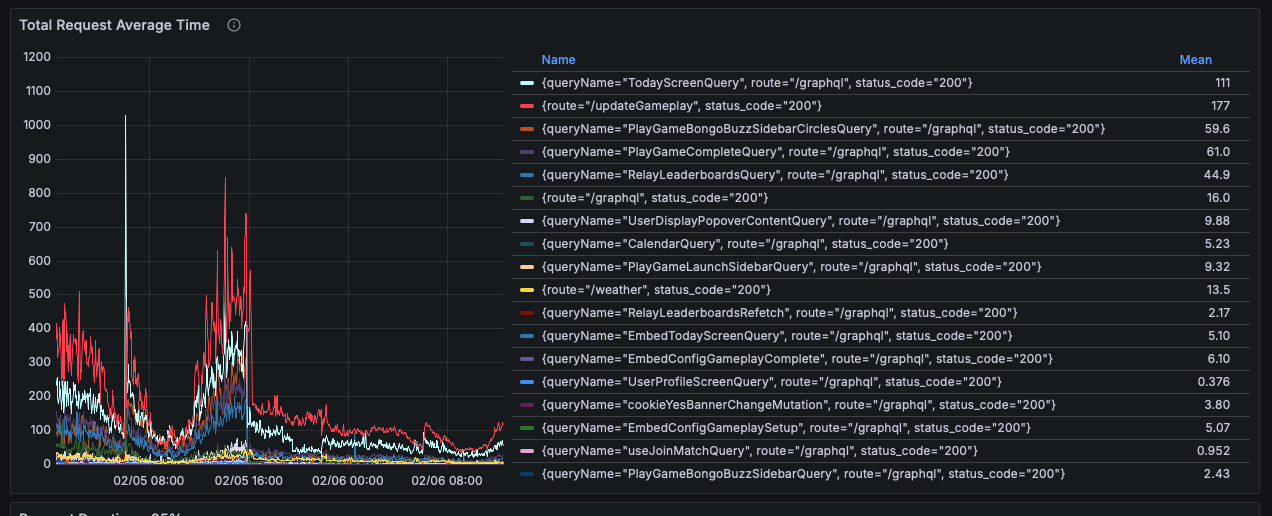 Total Request Average Time
Name Mean
1200
1100
1000
900
800
700
600
500
400
300
200
100
0
02/05 08:00 02/05 16:00 02/06 00:00 02/06 08:00
{queryName="TodayScreenQuery", route="/graphql", status_code="200"} 111
{route="/updateGameplay", status_code="200"} 177
{queryName="PlayGameBongoBuzzSidebarCirclesQuery", route="/graphql", status_code="200"} 59.6
{queryName="PlayGameCompleteQuery", route="/graphql", status_code="200"} 61.0
{queryName="RelayLeaderboardsQuery", route="/graphql", status_code="200"} 44.9
{route="/graphql", status_code="200"} 16.0
{queryName="UserDisplayPopoverContentQuery", route="/graphql", status_code="200"} 9.88
{queryName="CalendarQuery", route="/graphql", status_code="200"} 5.23
{queryName="PlayGameLaunchSidebarQuery", route="/graphql", status_code="200"} 9.32
{route="/weather", status_code="200"} 13.5
{queryName="RelayLeaderboardsRefetch", route="/graphql", status_code="200"} 2.17
{queryName="EmbedTodayScreenQuery", route="/graphql", status_code="200"} 5.10
{queryName="EmbedConfigGameplayComplete", route="/graphql", status_code="200"} 6.10
{queryName="UserProfileScreenQuery", route="/graphql", status_code="200"} 0.376
{queryName="cookieYesBannerChangeMutation", route="/graphql", status_code="200"} 3.80
{queryName="EmbedConfigGameplaySetup", route="/graphql", status_code="200"} 5.07
{queryName="useJoinMatchQuery", route="/graphql", status_code="200"} 0.952
{queryName="PlayGameBongoBuzzSidebarQuery", route="/graphql", status_code="200"} 2.43